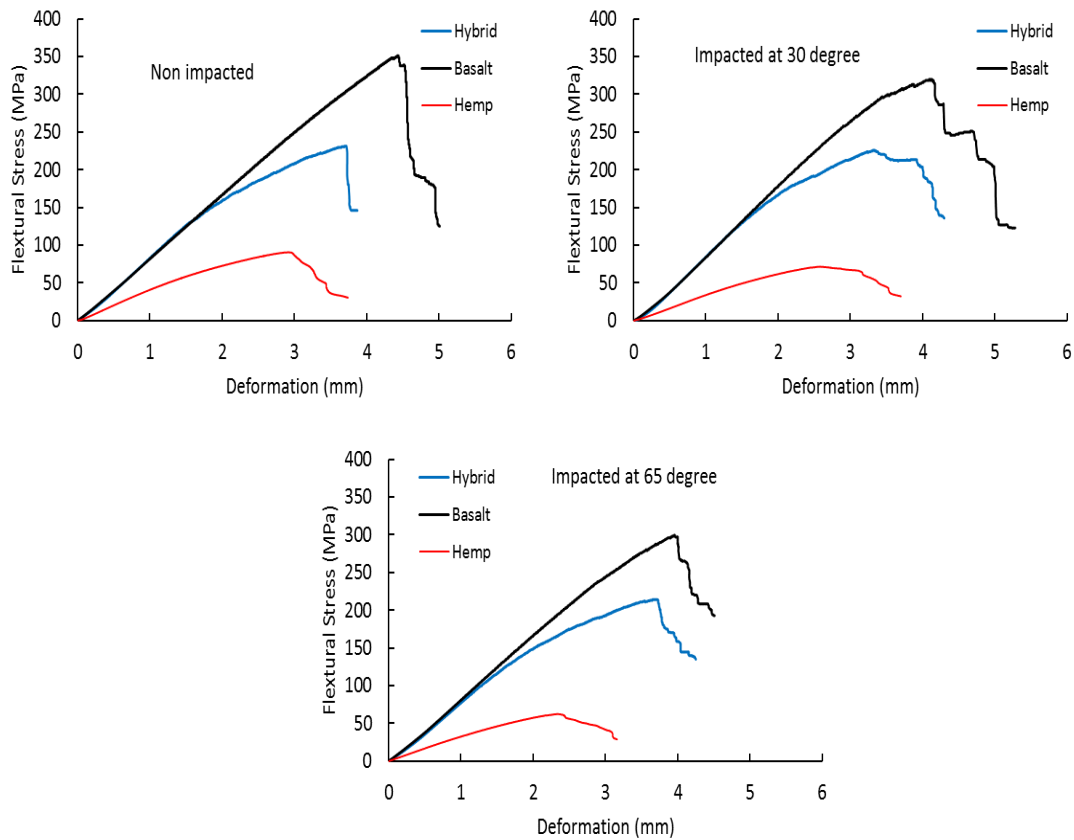 Flextural Stress (MPa)
400
350
300
250
200
150
100
50
0
Non impacted
Hybrid
Basalt
Hemp
0 1 2 3 4 5 6
Deformation (mm)
Flextural Stress (MPa)
400
350
300
250
200
150
100
50
0
Impacted at 30 degree
Hybrid
Basalt
Hemp
0 1 2 3 4 5 6
Deformation (mm)
Flextural Stress (MPa)
400
350
300
250
200
150
100
50
0
Hybrid
Basalt
Hemp
Impacted at 65 degree
0 1 2 3 4 5 6
Deformation (mm)